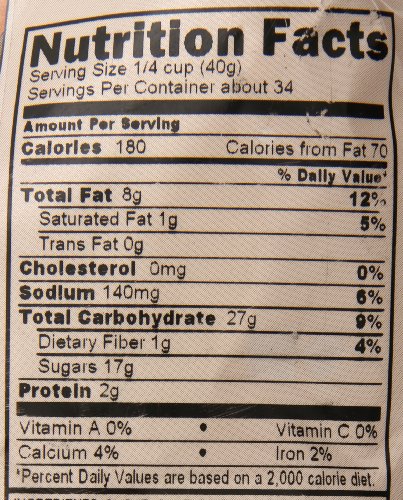 Nutrition Facts
Serving Size 1/4 cup (40g)
Servings Per Container about 34
Amount Per Serving
Calories 180 Calories from Fat 70
% Daily Value*
Total Fat 8g 12%
Saturated Fat 1g 5%
Trans Fat 0g
Cholesterol 0mg 0%
Sodium 140mg 6%
Total Carbohydrate 27g 9%
Dietary Fiber 1g 4%
Sugars 17g
Protein 2g
Vitamin A 0% • Vitamin C 0%
Calcium 4% • Iron 2%
*Percent Daily Values are based on a 2,000 calorie diet.